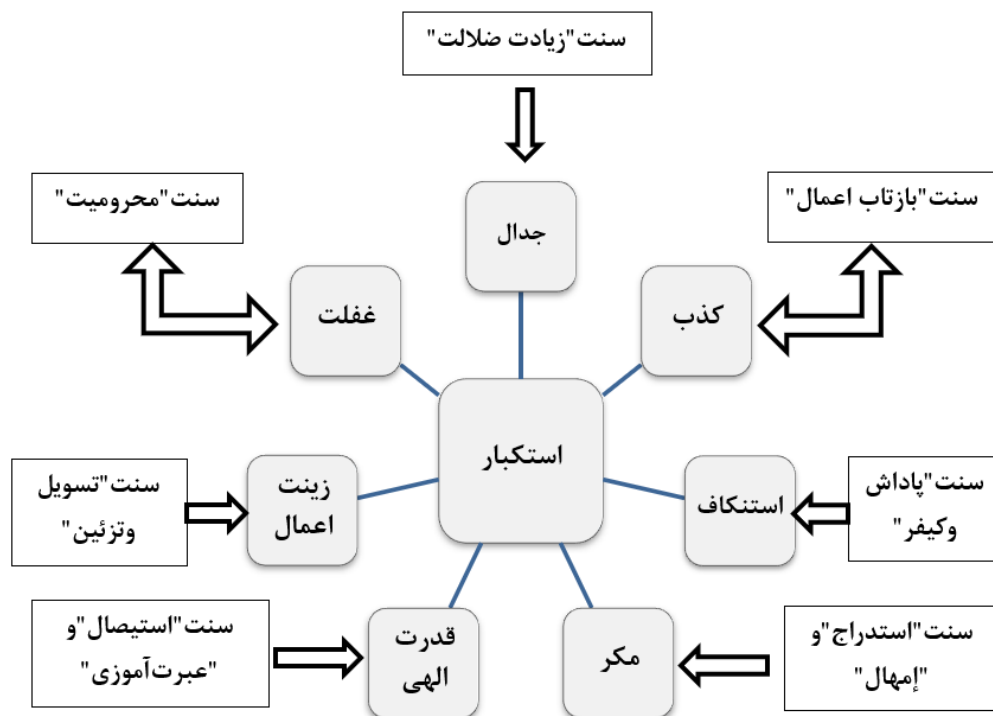 سنت"زیادت ضلالت"
سنت"بازتاب اعمال"
سنت"محرومیت"
جدال
کذب
غفلت
استکبار
استنکاف
زینت
اعمال
سنت"پاداش
وکیفر"
سنت"تسویل
وتزئین"
مکر
قدرت
الهی
سنت"استدراج"و
"إمهال"
سنت"استیصال"و
"عبرت‌آموزی"